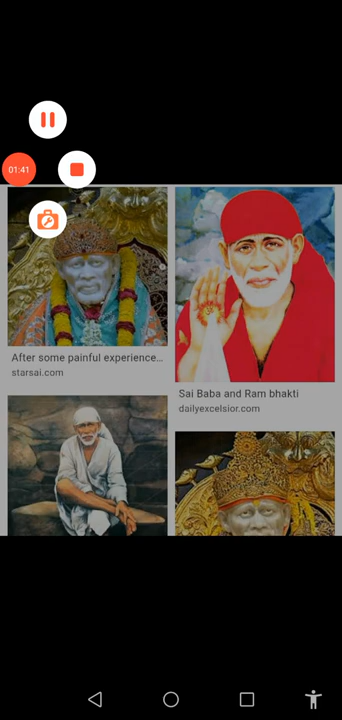 01:41
After some painful experience...
starsai.com
Sai Baba and Ram bhakti
dailyexcelsior.com